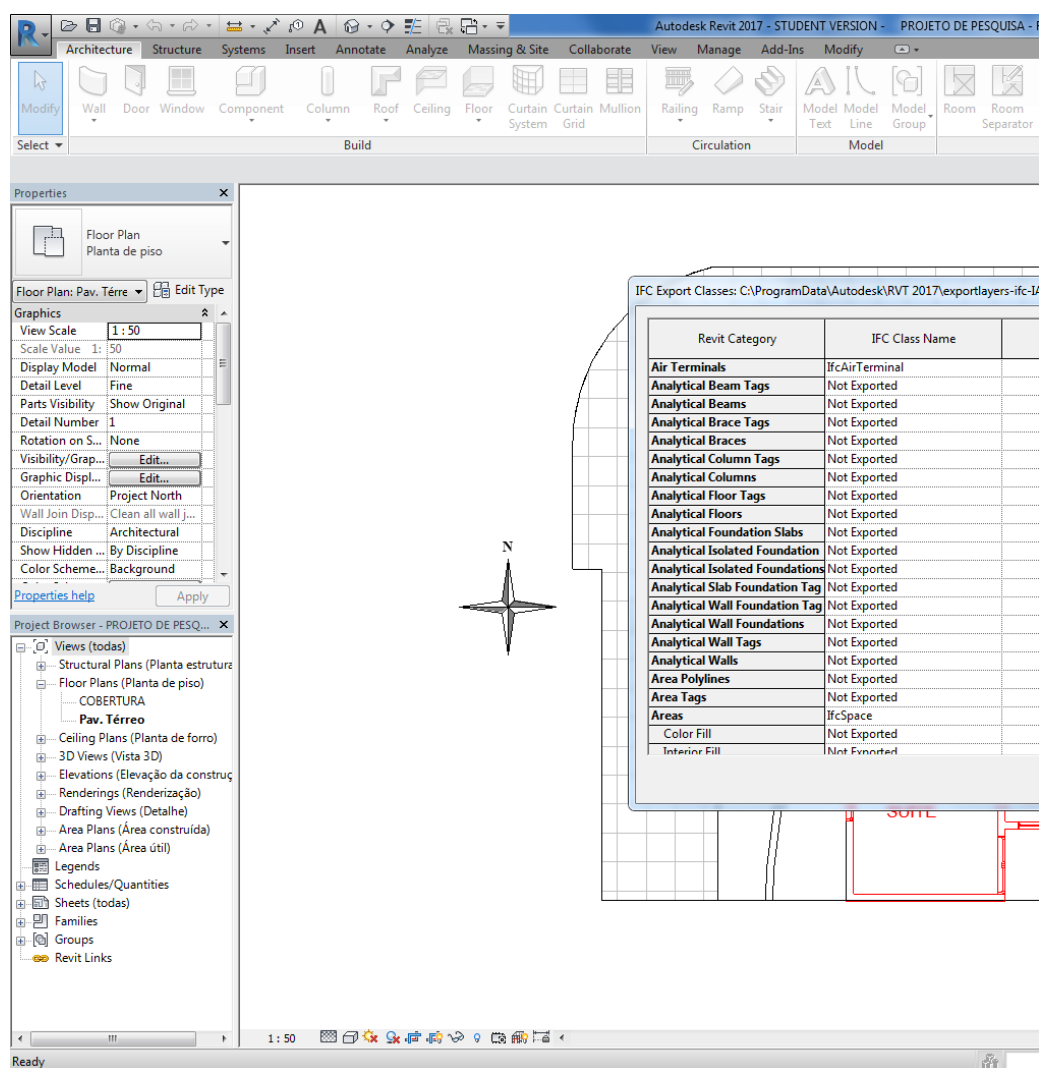 Autodesk Revit 2017 - STUDENT VERSION - PROJETO DE PESQUISA -
Architecture Structure Systems Insert Annotate Analyze Massing & Site Collaborate View Manage Add-Ins Modify
Modify Wall Door Window Component Column Roof Ceiling Floor Curtain System Curtain Grid Mullion Railing Ramp Stair Model Text Model Line Model Group Room Room Separator
Select Build Circulation Model
Properties
Floor Plan
Planta de piso
Floor Plan: Pav. Térre Edit Type
Graphics
View Scale 1 : 50
Scale Value 1: 50
Display Model Normal
Detail Level Fine
Parts Visibility Show Original
Detail Number 1
Rotation on S... None
Visibility/Grap... Edit...
Graphic Displ... Edit...
Orientation Project North
Wall Join Disp... Clean all wall j...
Discipline Architectural
Show Hidden ... By Discipline
Color Scheme... Background
Properties help Apply
Project Browser - PROJETO DE PESQ...
Views (todas)
Structural Plans (Planta estrutura
Floor Plans (Planta de piso)
COBERTURA
Pav. Térreo
Ceiling Plans (Planta de forro)
3D Views (Vista 3D)
Elevations (Elevação da construç
Renderings (Renderização)
Drafting Views (Detalhe)
Area Plans (Área construída)
Area Plans (Área útil)
Legends
Schedules/Quantities
Sheets (todas)
Families
Groups
Revit Links
N
IFC Export Classes: C:\ProgramData\Autodesk\RVT 2017\exportlayers-ifc-IA
Revit Category IFC Class Name
Air Terminals IfcAirTerminal
Analytical Beam Tags Not Exported
Analytical Beams Not Exported
Analytical Brace Tags Not Exported
Analytical Braces Not Exported
Analytical Column Tags Not Exported
Analytical Columns Not Exported
Analytical Floor Tags Not Exported
Analytical Floors Not Exported
Analytical Foundation Slabs Not Exported
Analytical Isolated Foundation Not Exported
Analytical Isolated Foundations Not Exported
Analytical Slab Foundation Tag Not Exported
Analytical Wall Foundation Tag Not Exported
Analytical Wall Foundations Not Exported
Analytical Wall Tags Not Exported
Analytical Walls Not Exported
Area Polylines Not Exported
Area Tags Not Exported
Areas IfcSpace
Color Fill Not Exported
Interior Fill Not Exported
SUÍTE
1 : 50
Ready